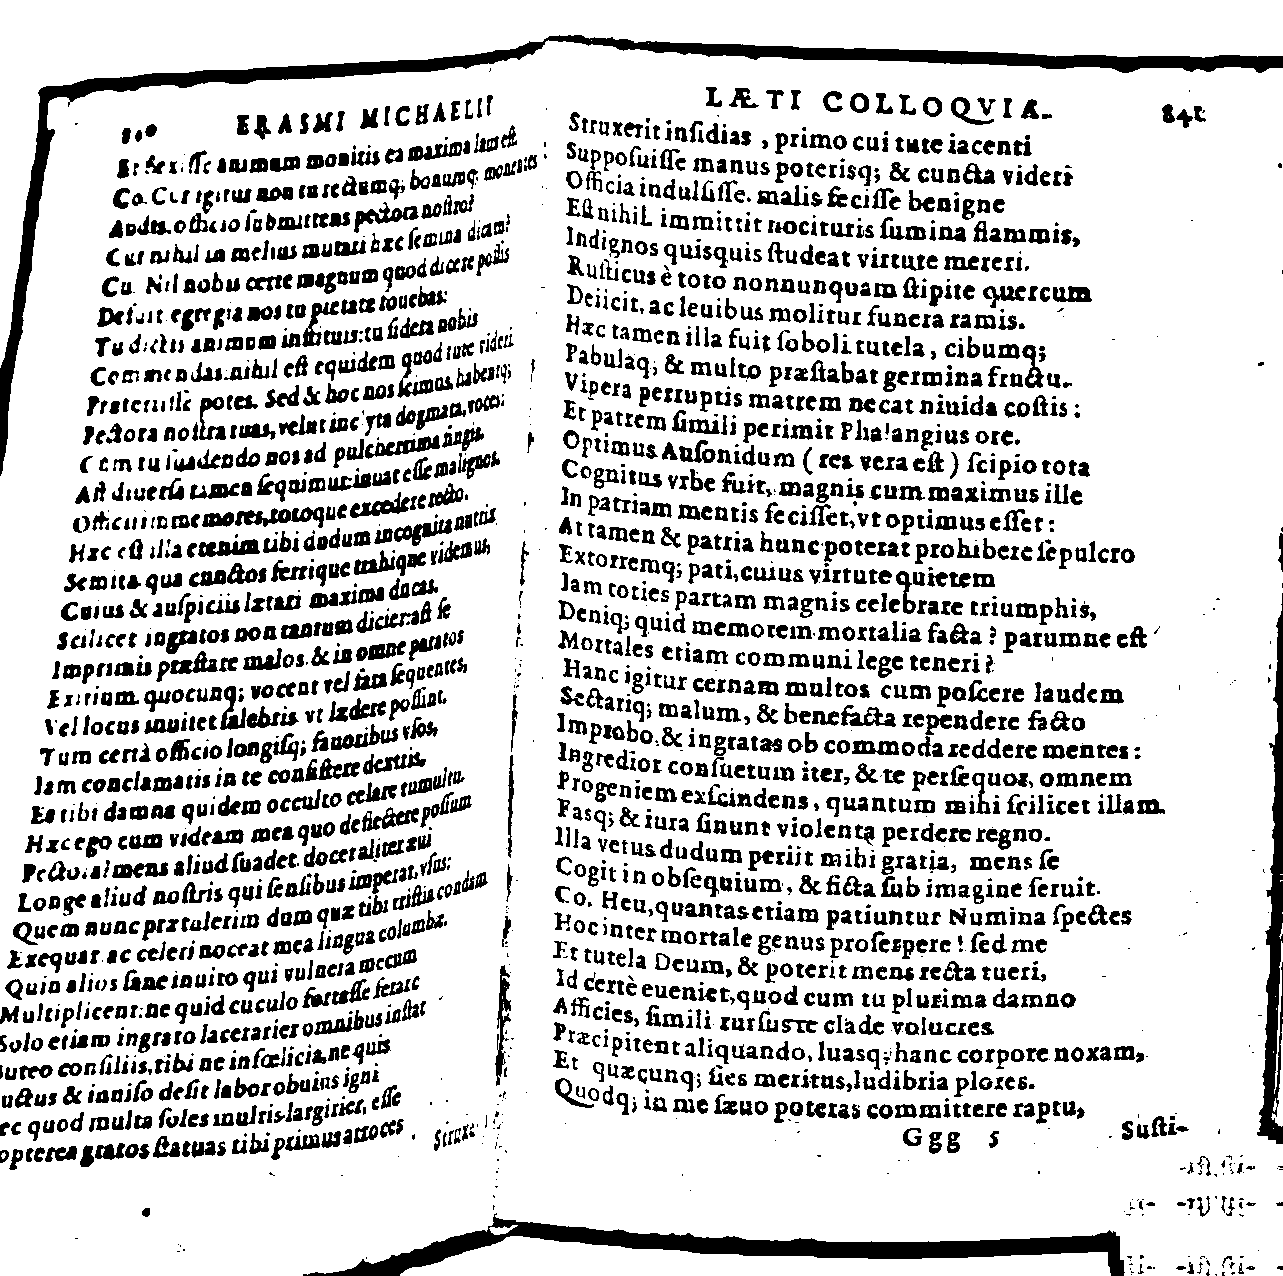 840 ERASMI MICHAELII
Et ſexiſſe animum monitis ea maxima laus eſt
Co. Cur igitur non tu rectumq; bonumq; monentes
Audis, officio ſubmittens pectora noſtro?
Cur nihil in melius mutari hæc ſemina dicam?
Cu. Nil nobis certe magnum quod dicere poſſis
Defuit egregia nos tu pietate fouebas:
Tu dictis animum inſtituis: tu ſidera nobis
Commendas: nihil eſt equidem quod tute videri
Præteriiſſe potes. Sed & hoc nos ſcimus, habentq;
Pectora noſtra tuas, velut inc yta dogmata, voces:
Cum tu ſuadendo nos ad pulcherrima fingis.
Aſt diuerſa tamen ſequimur: iuuat eſſe malignos.
Officii immemores, totoque excedere recto.
Hæc eſt illa etenim tibi dudum incognita nutrix
Semita qua cunctos ferrique trahique videmus,
Cuius & auſpiciis lætari maxima ducas.
Scilicet ingratos non tantum dicier: aſt ſe
Imprimis præſtare malos & in omne paratos
Exitium quocunq; vocent vel fata ſequentes,
Vel locus inuitet ſalebris vt lædere poſſint.
Tum certà officio longiſq; fauoribus vſos,
Iam conclamatis in te conſiſtere dextris,
Ea tibi damna quidem occulto celare tumultu.
Hæc ego cum videam mea quo deflectere poſſum
Pectora! mens aliud ſuadet. docet aliter æui
Longe aliud noſtris qui ſenſibus imperat, vſus:
Quem nunc prætulerim dum quæ tibi triſtia condam
Exequar. ac celeri noceat mea lingua columbæ.
Quin alios ſane inuito qui vulnera mecum
Multiplicent: ne quid cuculo fortaſſe ferare
Solo etiam ingrato lacerarier omnibus inſtat
Buteo conſiliis, tibi ne infœlicia, ne quis
uctus & inniſo deſit labor obuius igni
ec quod multa ſoles multis largirier, eſſe
opterea gratos ſtatuas tibi primus atroces
Struxe-
LÆTI COLLOQVIA. 841
Struxerit inſidias, primo cui tute iacenti
Suppoſuiſſe manus poterisq; & cuncta videri
Officia indulſiſſe. malis feciſſe benigne
Eſt nihil. immittit nocituris ſumina flammis,
Indignos quisquis ſtudeat virtute mereri.
Ruſticus è toto nonnunquam ſtipite quercum
Deiicit, ac leuibus molitur funera ramis.
Hæc tamen illa fuit ſoboli tutela, cibumq;
Pabulaq; & multo præſtabat germina fructu.
Vipera perruptis matrem necat niuida coſtis:
Et patrem ſimili perimit Phalangius ore.
Optimus Auſonidum (res vera eſt) ſcipio tota
Cognitus vrbe fuit, magnis cum maximus ille
In patriam mentis feciſſet, vt optimus eſſet:
At tamen & patria hunc poterat prohibere ſepulcro
Extorremq; pati, cuius virtute quietem
Iam toties partam magnis celebrare triumphis,
Deniq; quid memorem mortalia facta? parumne eſt
Mortales etiam communi lege teneri?
Hanc igitur cernam multos cum poſcere laudem
Sectariq; malum, & benefacta rependere facto
Improbo, & ingratas ob commoda reddere mentes:
Ingredior conſuetum iter, & te perſequor, omnem
Progeniem exſcindens, quantum mihi ſcilicet illam
Fasq; & iura ſinunt violenta perdere regno.
Illa vetus dudum periit mihi gratia, mens ſe
Cogit in obſequium, & ficta ſub imagine ſeruit.
Co. Heu, quantas etiam patiuntur Numina ſpectes
Hoc inter mortale genus proſerpere! ſed me
Et tutela Deum, & poterit mens recta tueri,
Id certè eueniet, quod cum tu plurima damno
Afficies, ſimili rurſus te clade volucres
Præcipitent aliquando, luasq; hanc corpore noxam,
Et quæcunq; ſies meritus, ludibria plores.
Quodq; in me ſæuo poteras committere raptu,
Ggg 5 Suſti-